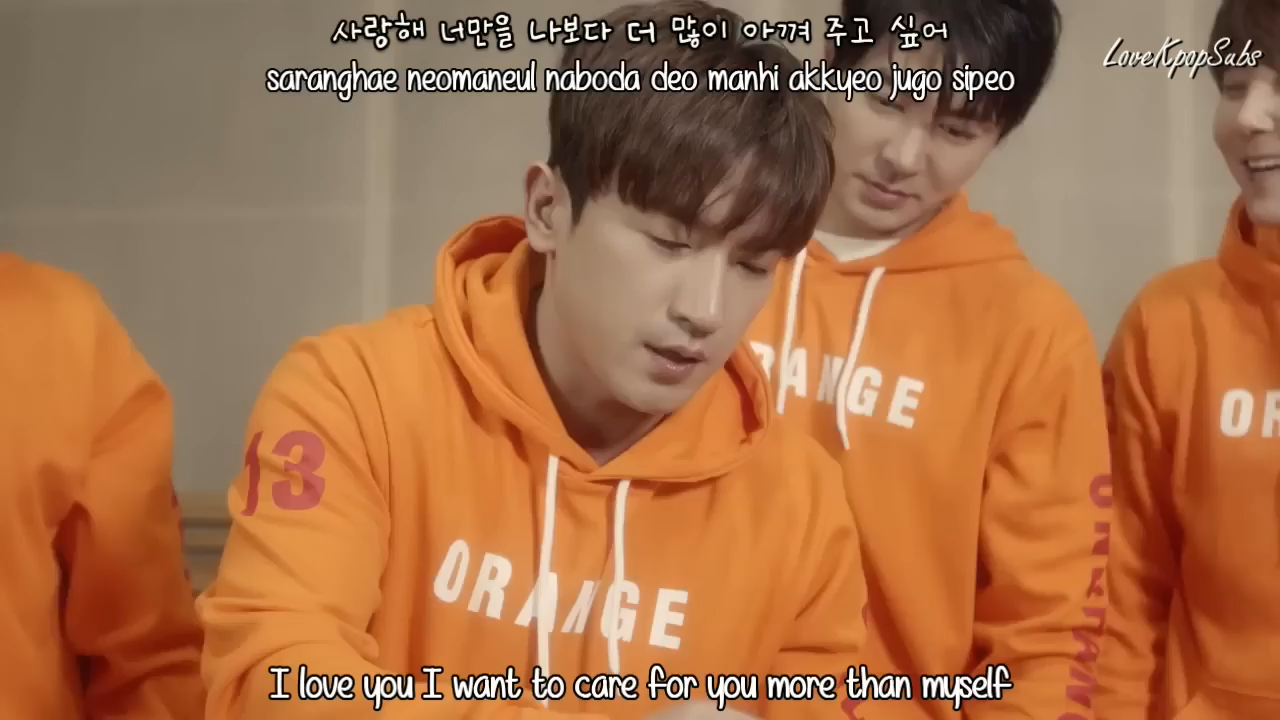 사랑해 너만을 나보다 더 많이 아껴 주고 싶어
saranghae neomaneul naboda deo manhi akkyeo jugo sipeo
LoveKpopSubs
ORANGE
OR
13
ORANGE
I love you I want to care for you more than myself